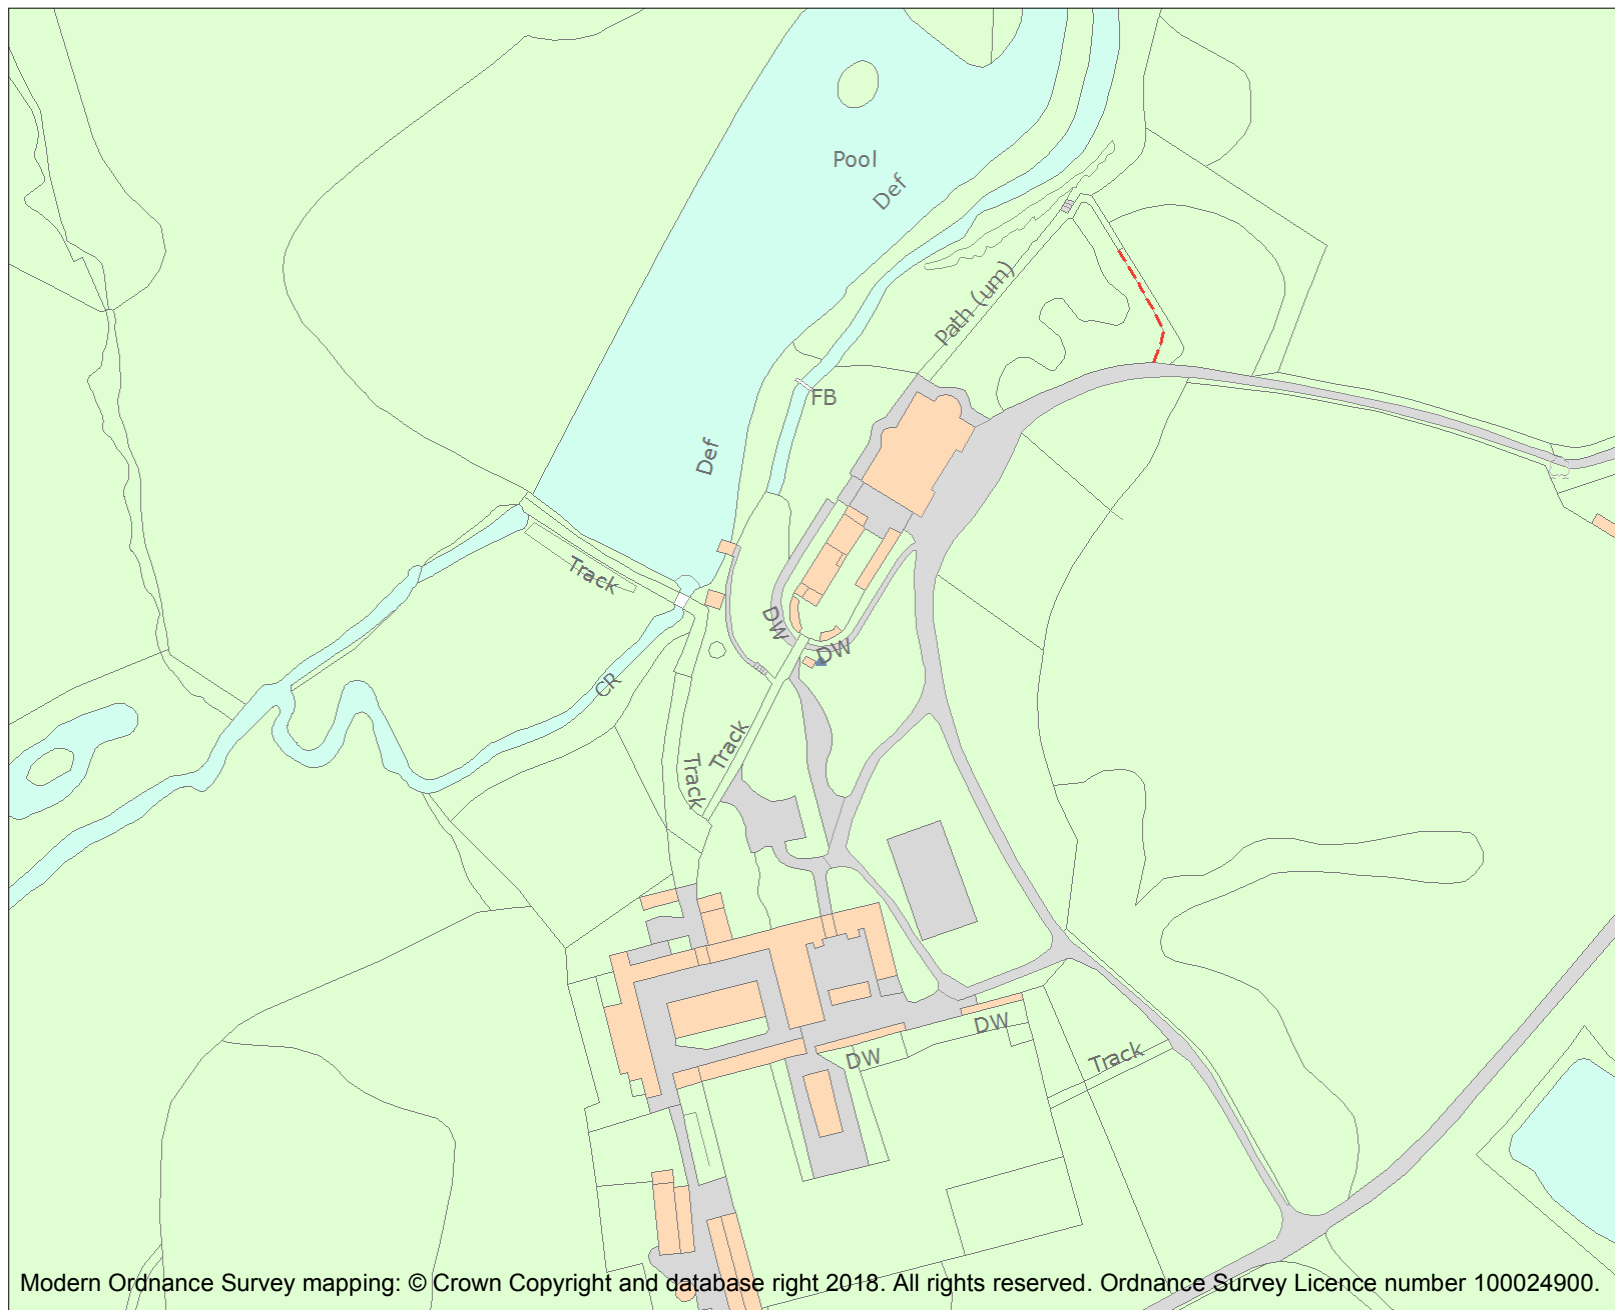 Pool
Def
Path (um)
FB
Def
Track
DW
DW
CR
Track
Track
DW
DW
Track
Modern Ordnance Survey mapping: © Crown Copyright and database right 2018. All rights reserved. Ordnance Survey Licence number 100024900.